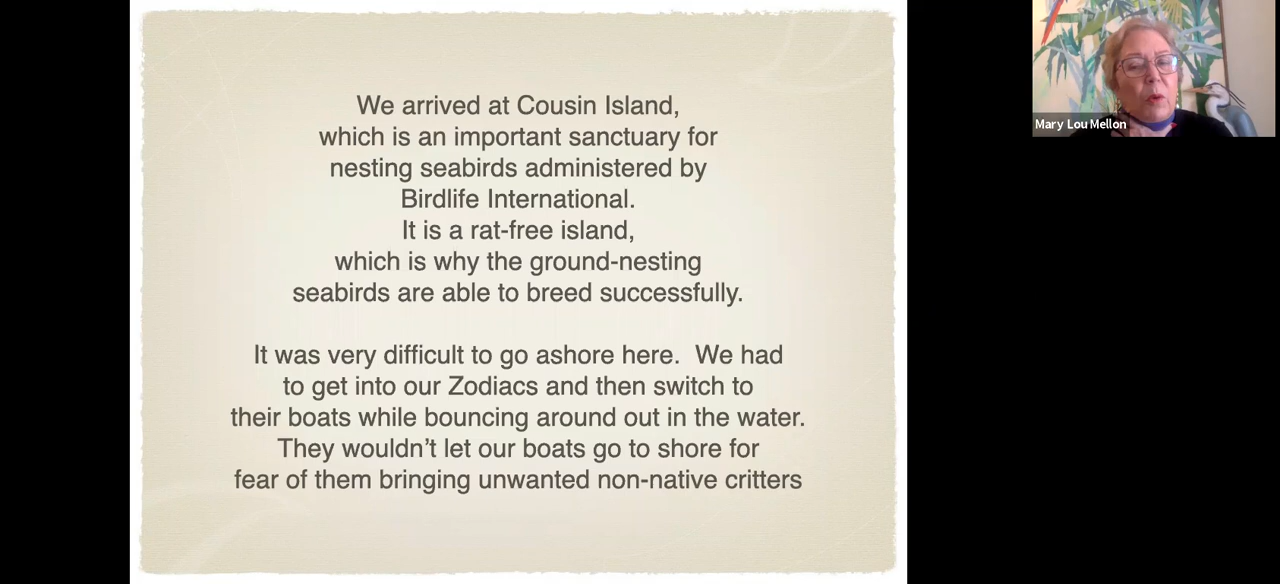 We arrived at Cousin Island,
which is an important sanctuary for
nesting seabirds administered by
Birdlife International.
It is a rat-free island,
which is why the ground-nesting
seabirds are able to breed successfully.
It was very difficult to go ashore here.  We had
to get into our Zodiacs and then switch to
their boats while bouncing around out in the water.
They wouldn't let our boats go to shore for
fear of them bringing unwanted non-native critters
Mary Lou Mellon